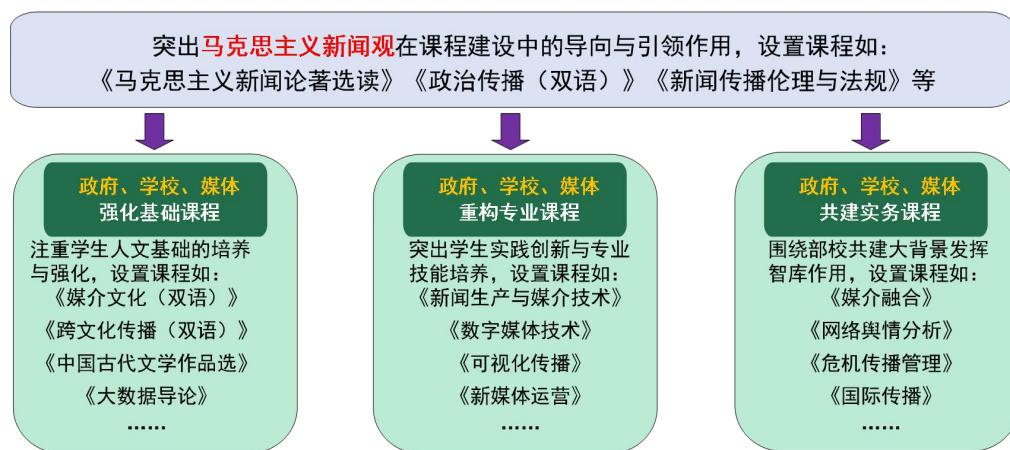 突出马克思主义新闻观在课程建设中的导向与引领作用，设置课程如：
《马克思主义新闻论著选读》《政治传播（双语）》《新闻传播伦理与法规》等
政府、学校、媒体
强化基础课程
注重学生人文基础的培养
与强化，设置课程如：
《媒介文化（双语）》
《跨文化传播（双语）》
《中国古代文学作品选》
《大数据导论》
……
政府、学校、媒体
重构专业课程
突出学生实践创新与专业
技能培养，设置课程如：
《新闻生产与媒介技术》
《数字媒体技术》
《可视化传播》
《新媒体运营》
……
政府、学校、媒体
共建实务课程
围绕部校共建大背景发挥
智库作用，设置课程如：
《媒介融合》
《网络舆情分析》
《危机传播管理》
《国际传播》
……